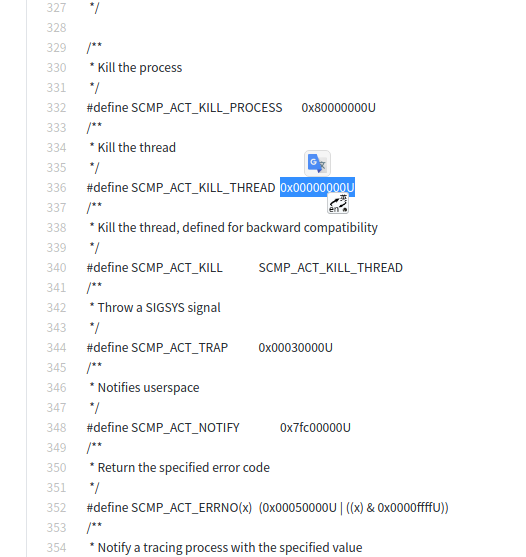 327 */
328
329 /**
330 * Kill the process
331 */
332 #define SCMP_ACT_KILL_PROCESS 0x80000000U
333 /**
334 * Kill the thread
335 */
336 #define SCMP_ACT_KILL_THREAD 0x00000000U
337 /**
338 * Kill the thread, defined for backward compatibility
339 */
340 #define SCMP_ACT_KILL SCMP_ACT_KILL_THREAD
341 /**
342 * Throw a SIGSYS signal
343 */
344 #define SCMP_ACT_TRAP 0x00030000U
345 /**
346 * Notifies userspace
347 */
348 #define SCMP_ACT_NOTIFY 0x7fc00000U
349 /**
350 * Return the specified error code
351 */
352 #define SCMP_ACT_ERRNO(x) (0x00050000U | ((x) & 0x0000ffffU))
353 /**
354 * Notify a tracing process with the specified value